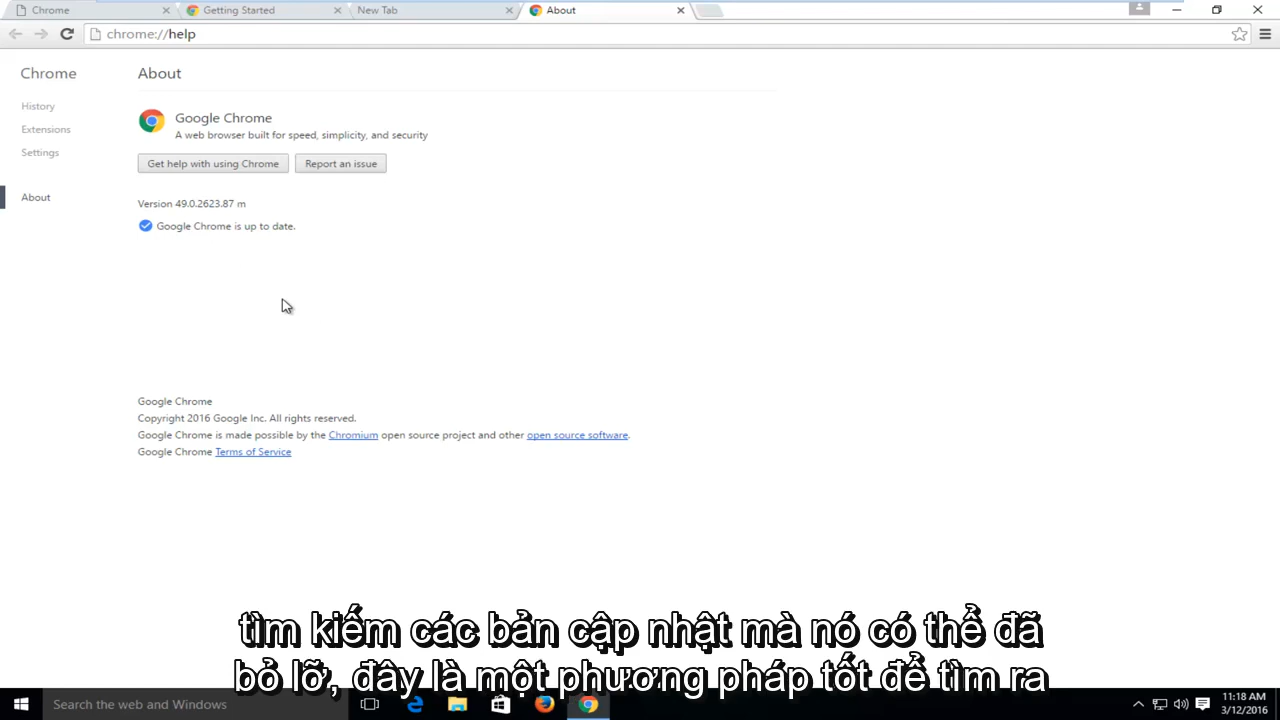 Chrome
Getting Started
New Tab
About
chrome://help
Chrome
About
History
Extensions
Settings
About
Google Chrome
A web browser built for speed, simplicity, and security
Get help with using Chrome
Report an issue
Version 49.0.2623.87 m
Google Chrome is up to date.
Google Chrome
Copyright 2016 Google Inc. All rights reserved.
Google Chrome is made possible by the Chromium open source project and other open source software.
Google Chrome Terms of Service
tìm kiếm các bản cập nhật mà nó có thể đã
bỏ lỡ, đây là một phương pháp tốt để tìm ra
Search the web and Windows
11:18 AM
3/12/2016